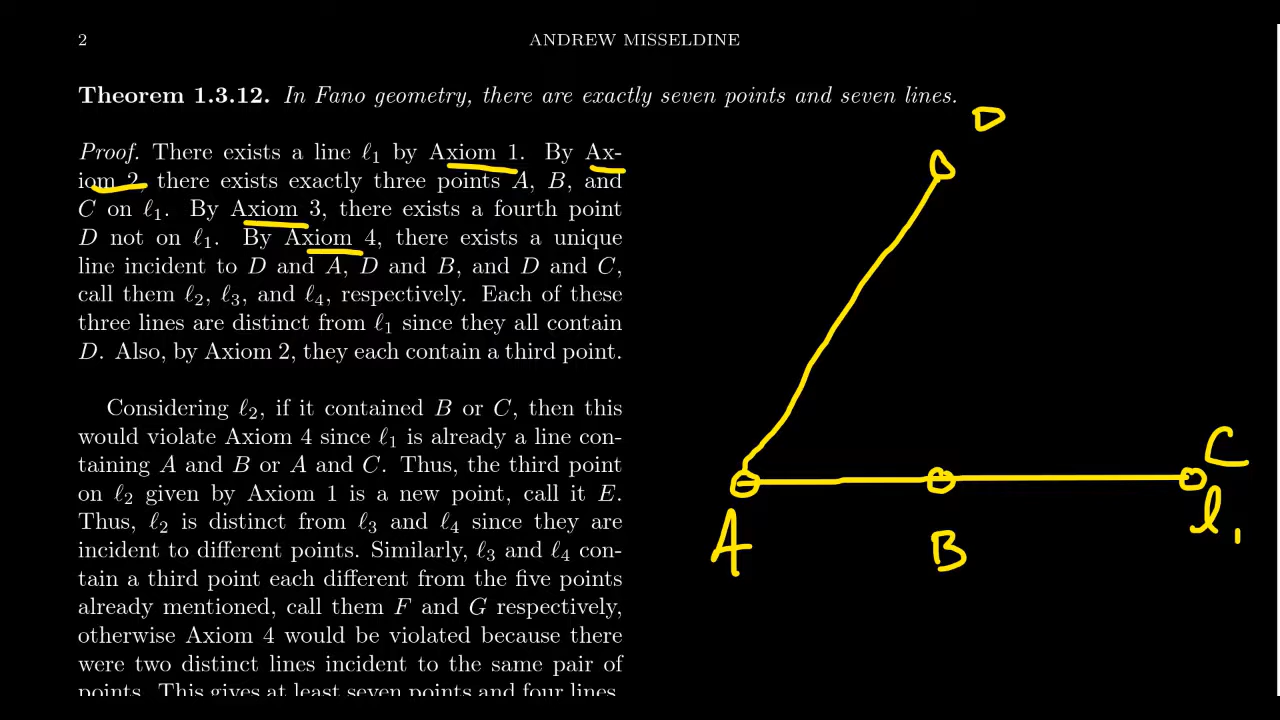 2 ANDREW MISSELDINE
Theorem 1.3.12. In Fano geometry, there are exactly seven points and seven lines.
Proof. There exists a line ℓ₁ by Axiom 1. By Ax-
iom 2, there exists exactly three points A, B, and
C on ℓ₁. By Axiom 3, there exists a fourth point
D not on ℓ₁. By Axiom 4, there exists a unique
line incident to D and A, D and B, and D and C,
call them ℓ₂, ℓ₃, and ℓ₄, respectively. Each of these
three lines are distinct from ℓ₁ since they all contain
D. Also, by Axiom 2, they each contain a third point.
Considering ℓ₂, if it contained B or C, then this
would violate Axiom 4 since ℓ₁ is already a line con-
taining A and B or A and C. Thus, the third point
on ℓ₂ given by Axiom 1 is a new point, call it E.
Thus, ℓ₂ is distinct from ℓ₃ and ℓ₄ since they are
incident to different points. Similarly, ℓ₃ and ℓ₄ con-
tain a third point each different from the five points
already mentioned, call them F and G respectively,
otherwise Axiom 4 would be violated because there
were two distinct lines incident to the same pair of
points. This gives at least seven points and four lines.
D
C
ℓ₁
A
B